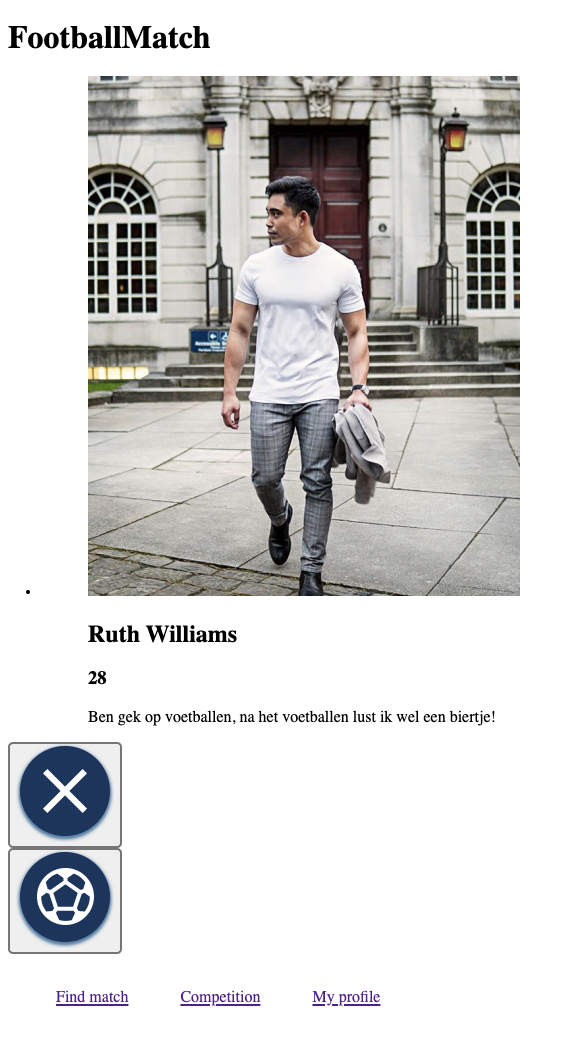 FootballMatch
Ruth Williams
28
Ben gek op voetballen, na het voetballen lust ik wel een biertje!
Find match Competition My profile